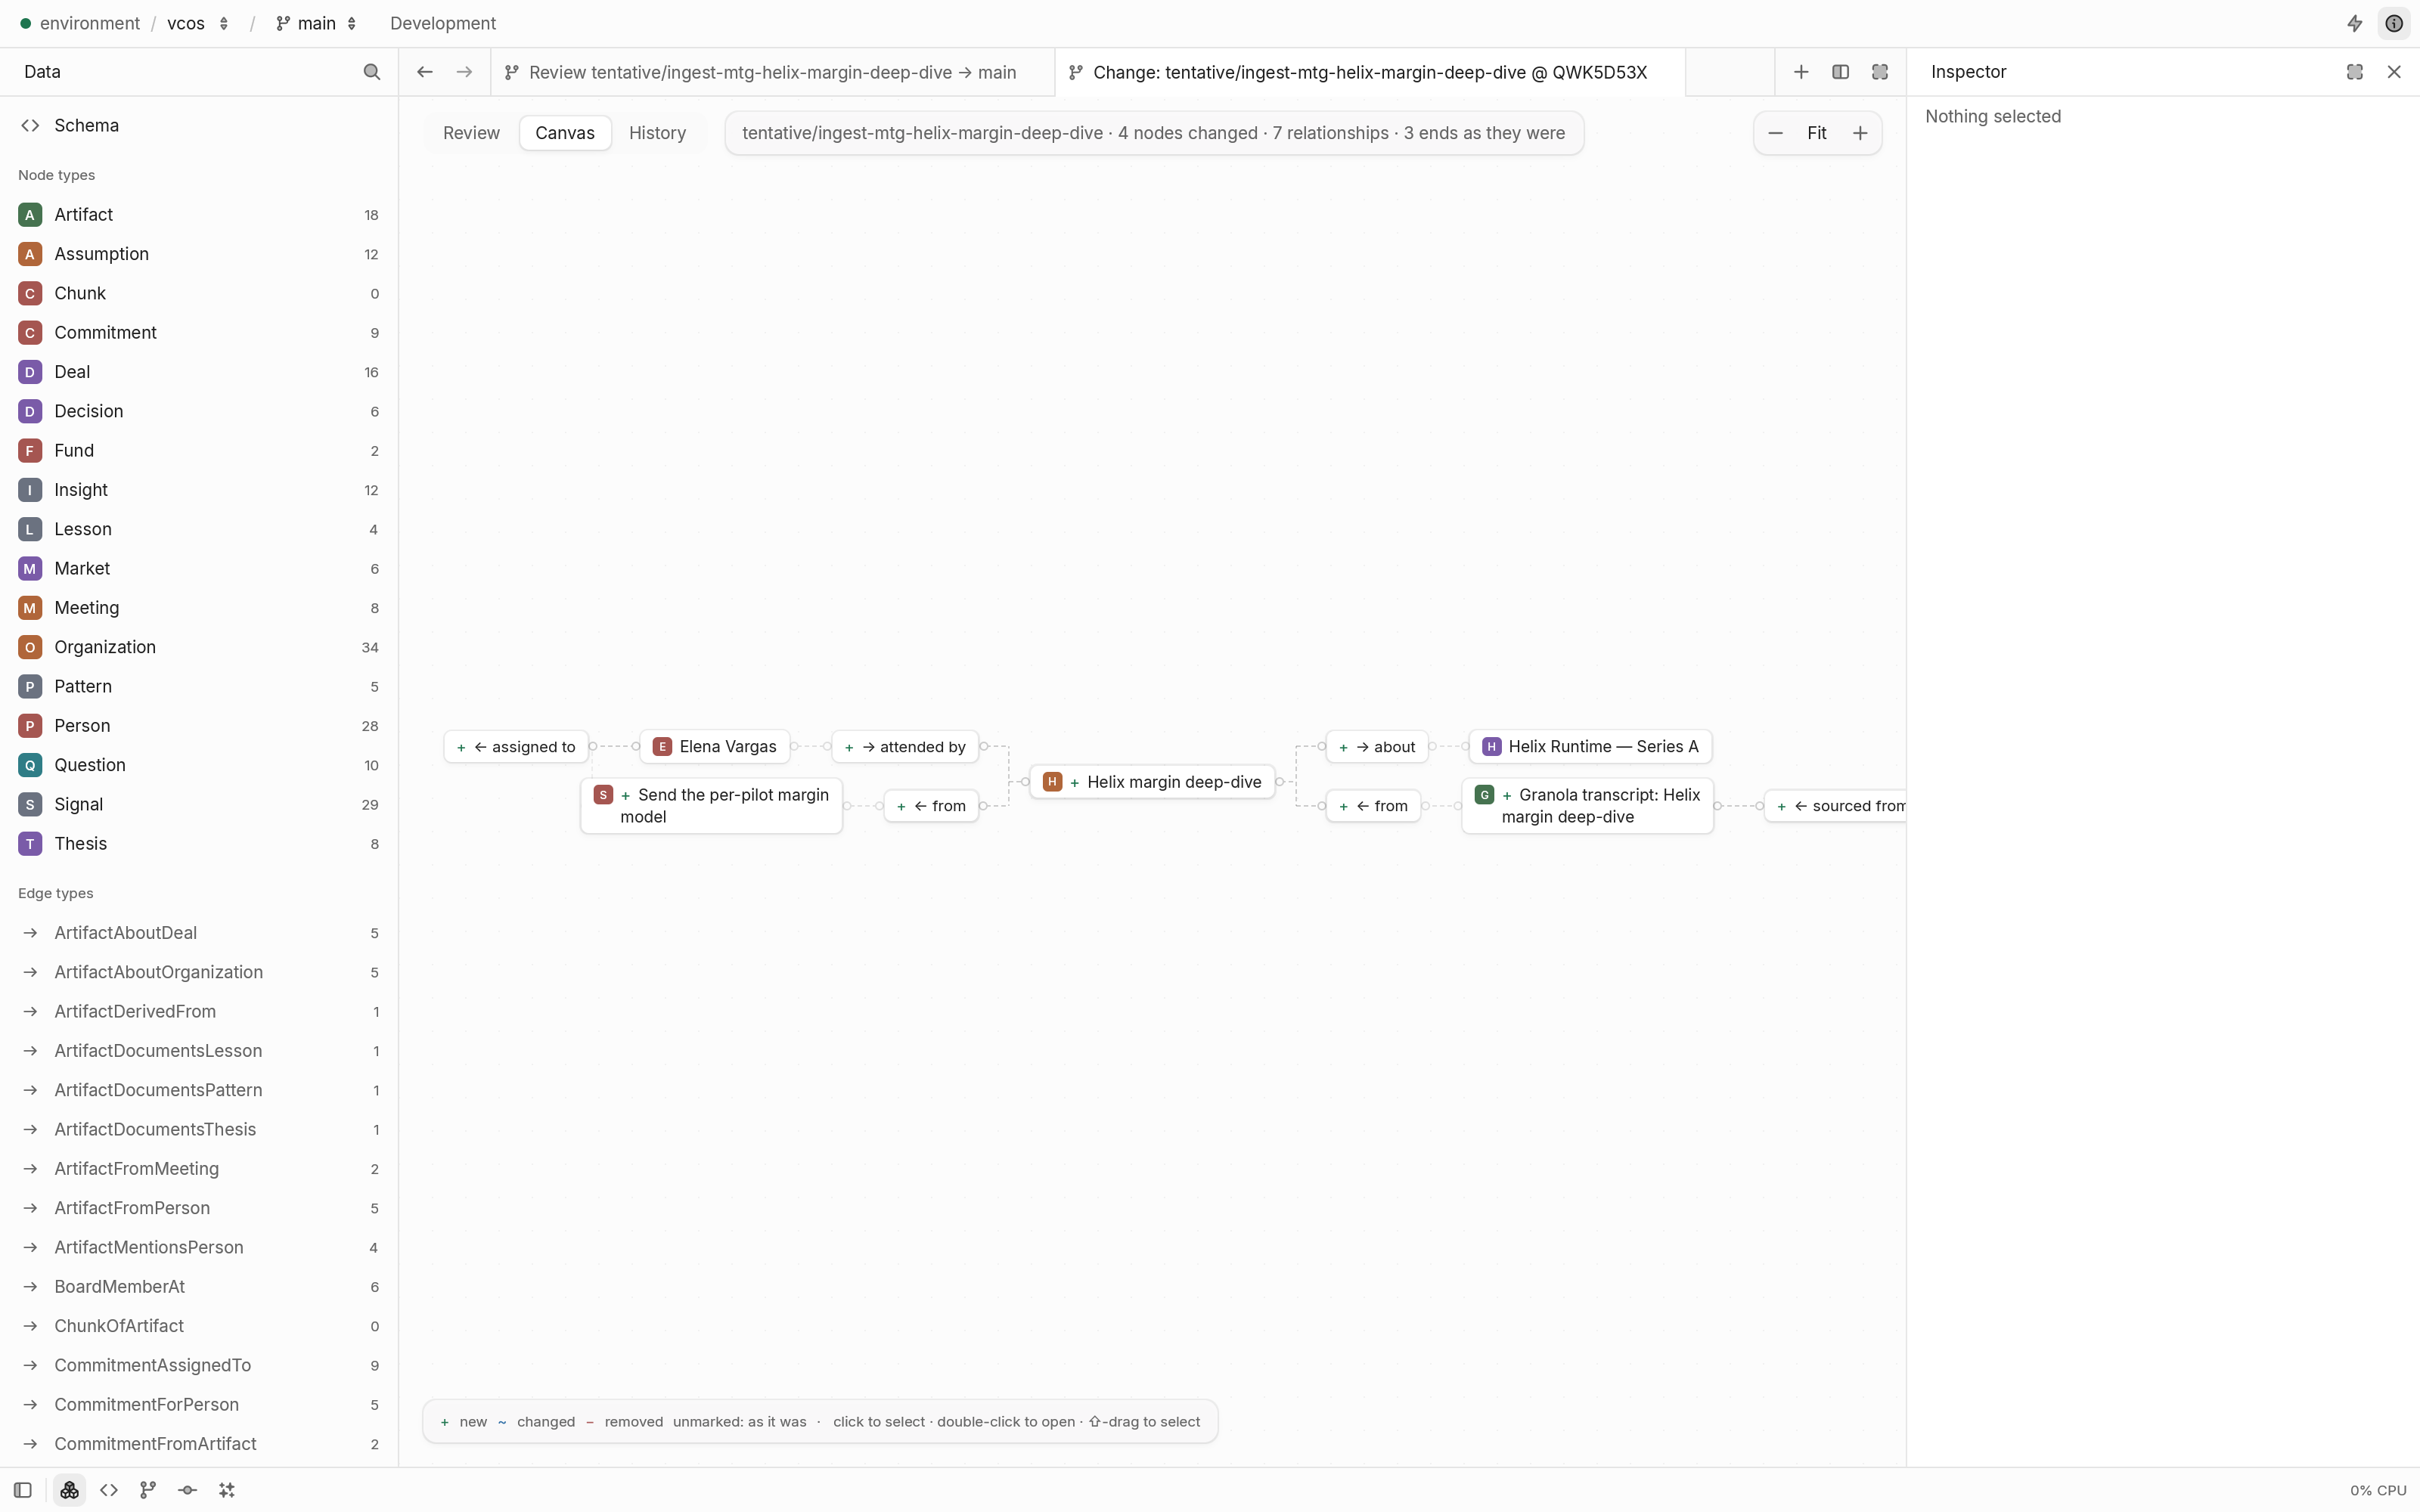 environment / vcos / main Development
Data
Review tentative/ingest-mtg-helix-margin-deep-dive → main
Change: tentative/ingest-mtg-helix-margin-deep-dive @ QWK5D53X
Inspector
Schema
Node types
A Artifact 18
A Assumption 12
C Chunk 0
C Commitment 9
D Deal 16
D Decision 6
F Fund 2
I Insight 12
L Lesson 4
M Market 6
M Meeting 8
O Organization 34
P Pattern 5
P Person 28
Q Question 10
S Signal 29
T Thesis 8
Edge types
→ ArtifactAboutDeal 5
→ ArtifactAboutOrganization 5
→ ArtifactDerivedFrom 1
→ ArtifactDocumentsLesson 1
→ ArtifactDocumentsPattern 1
→ ArtifactDocumentsThesis 1
→ ArtifactFromMeeting 2
→ ArtifactFromPerson 5
→ ArtifactMentionsPerson 4
→ BoardMemberAt 6
→ ChunkOfArtifact 0
→ CommitmentAssignedTo 9
→ CommitmentForPerson 5
→ CommitmentFromArtifact 2
Review Canvas History
tentative/ingest-mtg-helix-margin-deep-dive · 4 nodes changed · 7 relationships · 3 ends as they were
− Fit +
+ ← assigned to
E Elena Vargas
+ → attended by
S + Send the per-pilot margin
model
+ ← from
H + Helix margin deep-dive
+ → about
H Helix Runtime — Series A
+ ← from
G + Granola transcript: Helix
margin deep-dive
+ ← sourced from
+ new ~ changed − removed unmarked: as it was · click to select · double-click to open · ⇧-drag to select
Nothing selected
0% CPU